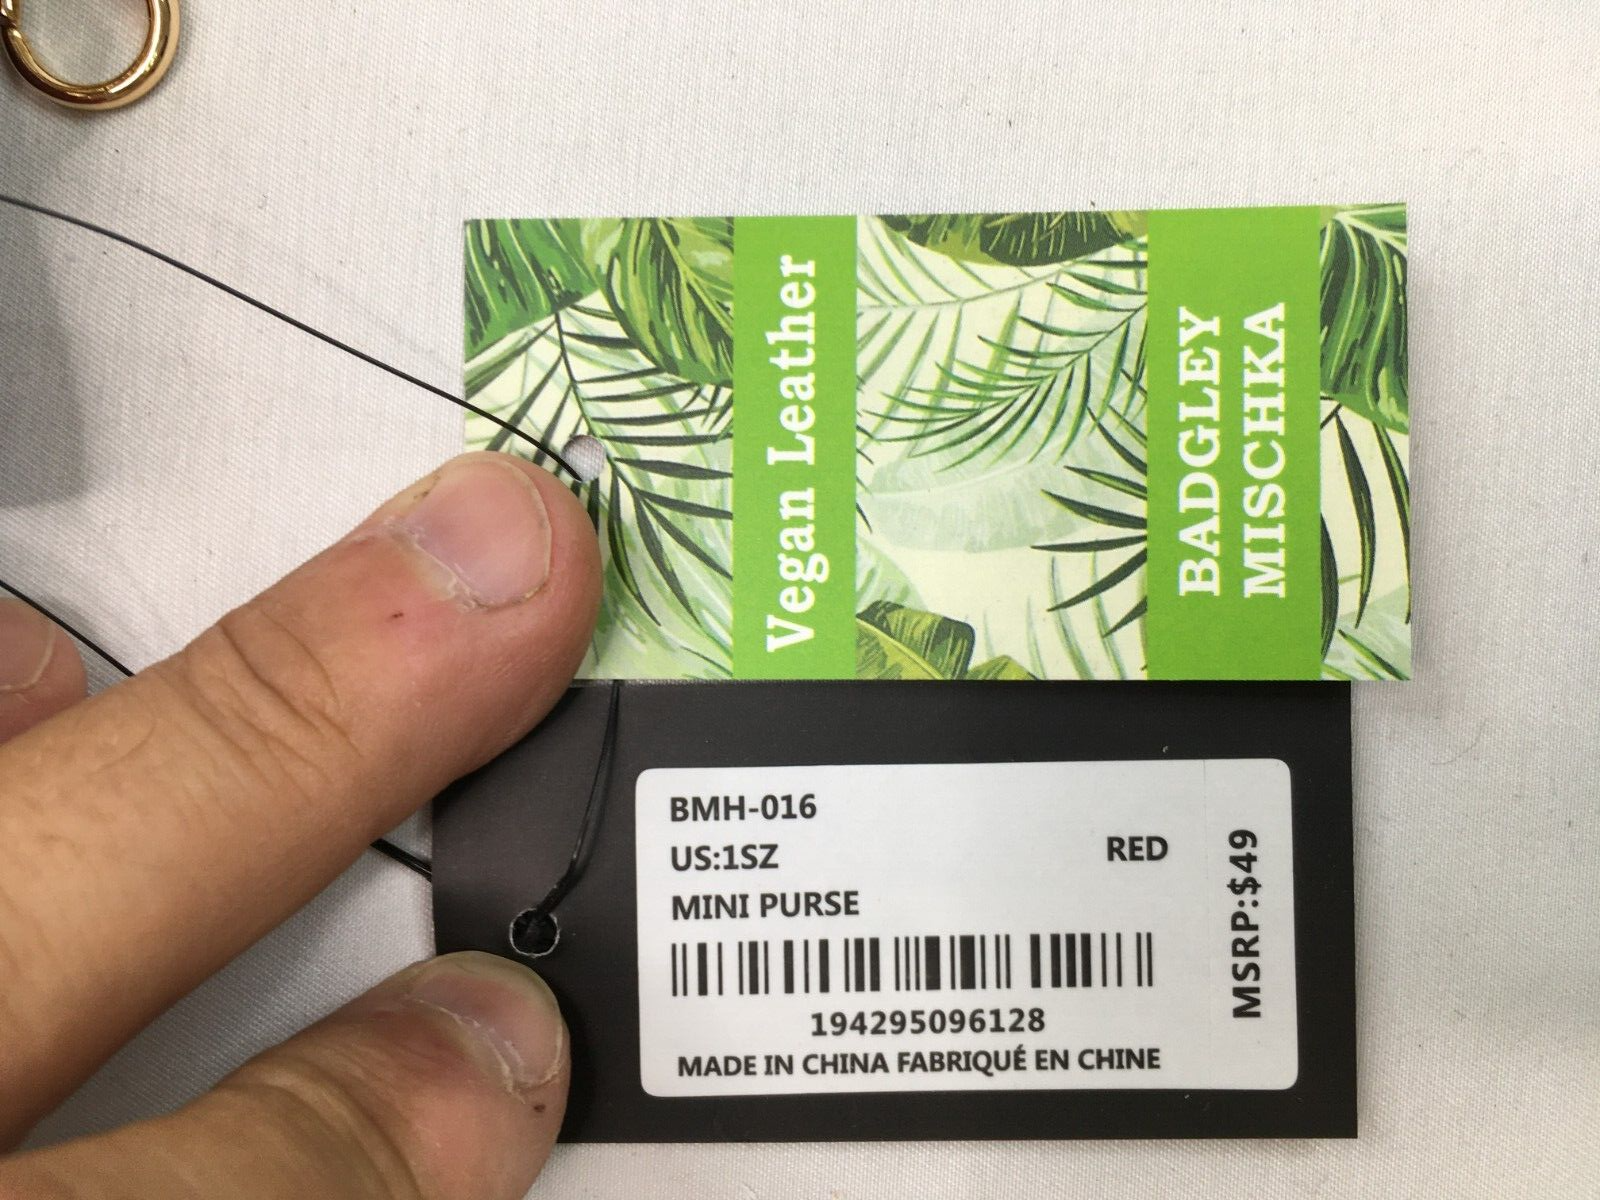 Vegan Leather
BADGLEY
MISCHKA
BMH-016
US:1SZ
RED
MINI PURSE
194295096128
MADE IN CHINA FABRIQUÉ EN CHINE
MSRP:$49